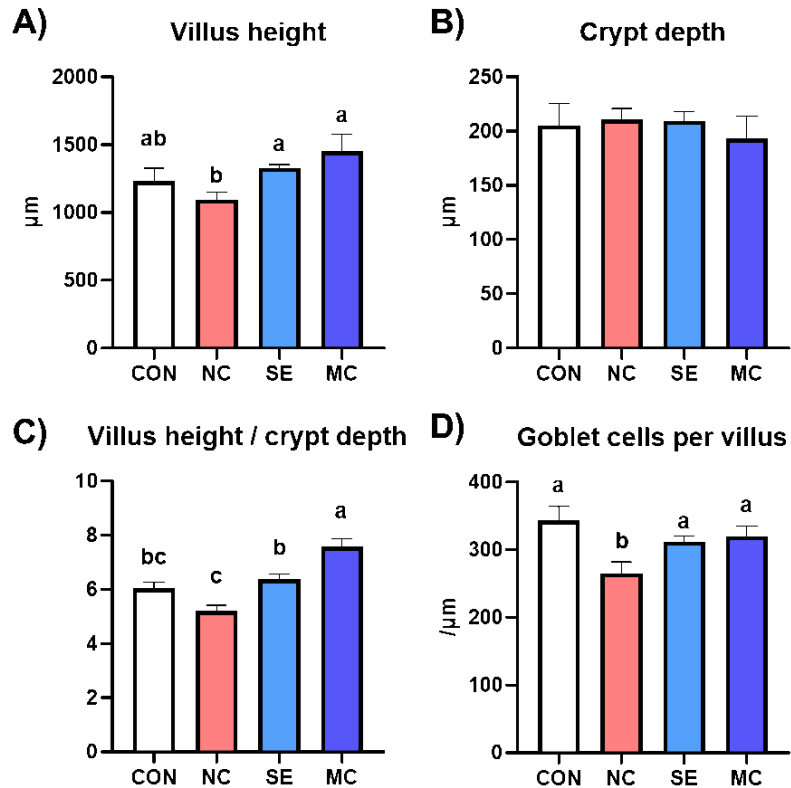 A)
Villus height
2000
1500
1000
500
0
µm
ab
b
a
a
CON NC SE MC
B)
Crypt depth
250
200
150
100
50
0
µm
CON NC SE MC
C)
Villus height / crypt depth
10
8
6
4
2
0
bc
c
b
a
CON NC SE MC
D)
Goblet cells per villus
400
300
200
100
0
/µm
a
b
a
a
CON NC SE MC